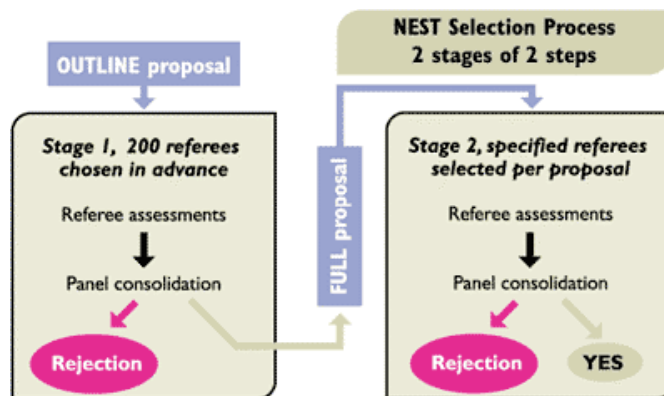 NEST Selection Process
2 stages of 2 steps
OUTLINE proposal
Stage 1, 200 referees
chosen in advance
Referee assessments
Panel consolidation
Rejection
FULL proposal
Stage 2, specified referees
selected per proposal
Referee assessments
Panel consolidation
Rejection
YES